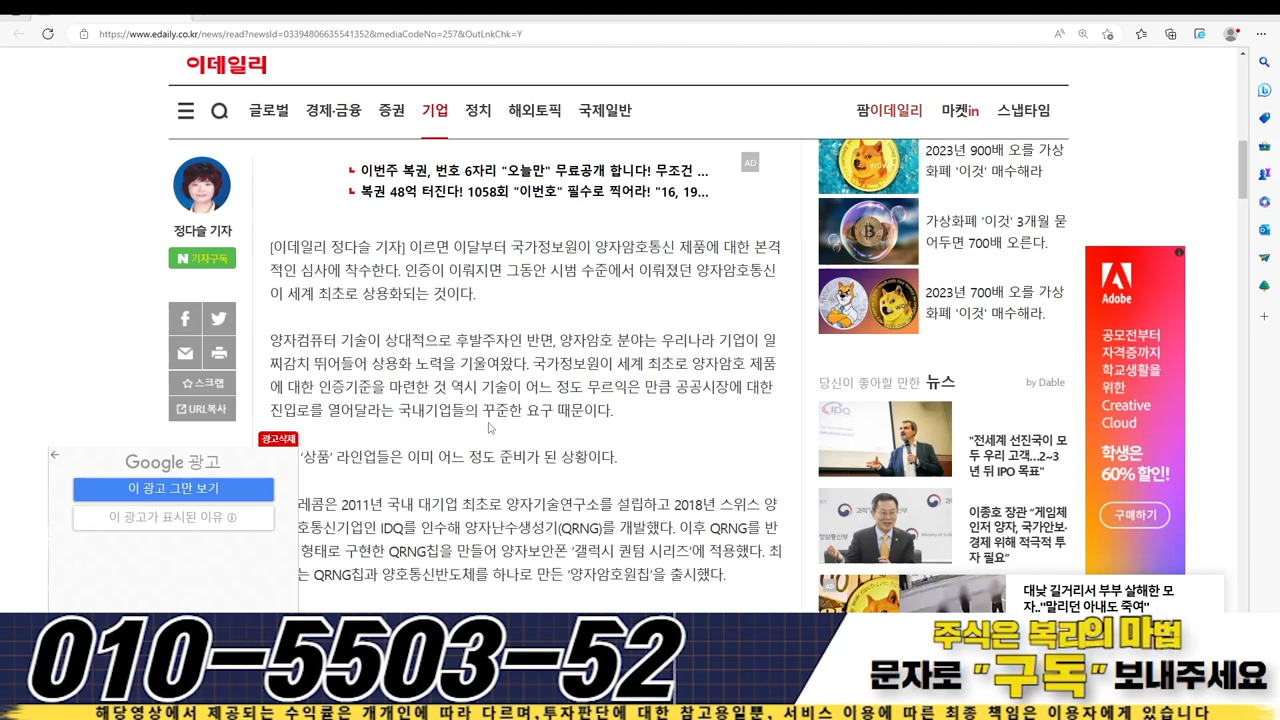 https://www.edaily.co.kr/news/read?newsId=03394806635541352&mediaCodeNo=257&OutLnkChk=Y
이데일리
글로벌 경제·금융 증권 기업 정치 해외토픽 국제일반
팜이데일리 마켓in 스냅타임
정다슬 기자
N 기자구독
스크랩
URL복사
이번주 복권, 번호 6자리 "오늘만" 무료공개 합니다! 무조건 ...
복권 48억 터진다! 1058회 "이번호" 필수로 찍어라! "16, 19...
AD
[이데일리 정다슬 기자] 이르면 이달부터 국가정보원이 양자암호통신 제품에 대한 본격
적인 심사에 착수한다. 인증이 이뤄지면 그동안 시범 수준에서 이뤄졌던 양자암호통신
이 세계 최초로 상용화되는 것이다.
양자컴퓨터 기술이 상대적으로 후발주자인 반면, 양자암호 분야는 우리나라 기업이 일
찌감치 뛰어들어 상용화 노력을 기울여왔다. 국가정보원이 세계 최초로 양자암호 제품
에 대한 인증기준을 마련한 것 역시 기술이 어느 정도 무르익은 만큼 공공시장에 대한
진입로를 열어달라는 국내기업들의 꾸준한 요구 때문이다.
광고삭제
'상품' 라인업들은 이미 어느 정도 준비가 된 상황이다.
레콤은 2011년 국내 대기업 최초로 양자기술연구소를 설립하고 2018년 스위스 양
호통신기업인 IDQ를 인수해 양자난수생성기(QRNG)를 개발했다. 이후 QRNG를 반
형태로 구현한 QRNG칩을 만들어 양자보안폰 '갤럭시 퀀텀 시리즈'에 적용했다. 최
는 QRNG칩과 양호통신반도체를 하나로 만든 '양자암호원칩'을 출시했다.
Google 광고
이 광고 그만 보기
이 광고가 표시된 이유
2023년 900배 오를 가상
화폐 '이것' 매수해라
가상화폐 '이것' 3개월 묻
어두면 700배 오른다.
2023년 700배 오를 가상
화폐 '이것' 매수해라.
당신이 좋아할 만한 뉴스
by Dable
"전세계 선진국이 모
두 우리 고객...2~3
년 뒤 IPO 목표"
이종호 장관 "게임체
인저 양자, 국가안보·
경제 위해 적극적 투
자 필요"
AD
대낮 길거리서 부부 살해한 모
자.."말리던 아내도 죽여"
Adobe
공모전부터
자격증까지
학교생활을
위한
Creative
Cloud
학생은
60% 할인!
구매하기
010-5503-52
주식은 복리의 마법
문자로 "구독" 보내주세요
해당영상에서 제공되는 수익률은 개개인에 따라 다르며,투자판단에 대한 참고용일뿐, 서비스 이용에 따른 최종 책임은 이용자에게 있습니다